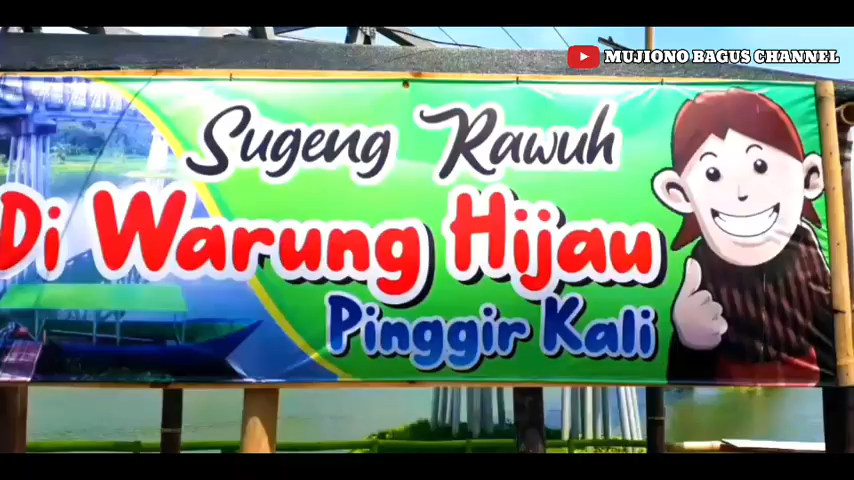 MUJIONO BAGUS CHANNEL
Sugeng Rawuh
Di Warung Hijau
Pinggir Kali